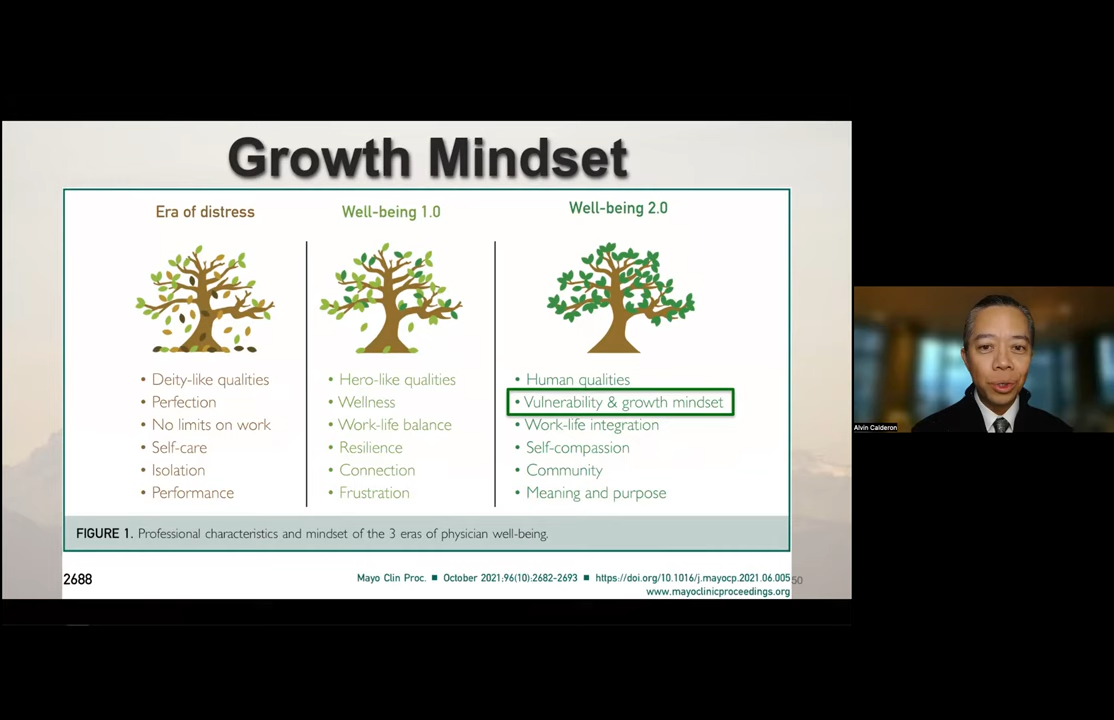 Growth Mindset
Era of distress
• Deity-like qualities
• Perfection
• No limits on work
• Self-care
• Isolation
• Performance
Well-being 1.0
• Hero-like qualities
• Wellness
• Work-life balance
• Resilience
• Connection
• Frustration
Well-being 2.0
• Human qualities
• Vulnerability & growth mindset
• Work-life integration
• Self-compassion
• Community
• Meaning and purpose
FIGURE 1. Professional characteristics and mindset of the 3 eras of physician well-being.
2688
Mayo Clin Proc. ■ October 2021;96(10):2682-2693 ■ https://doi.org/10.1016/j.mayocp.2021.06.005
www.mayoclinicproceedings.org
50
Alvin Calderon